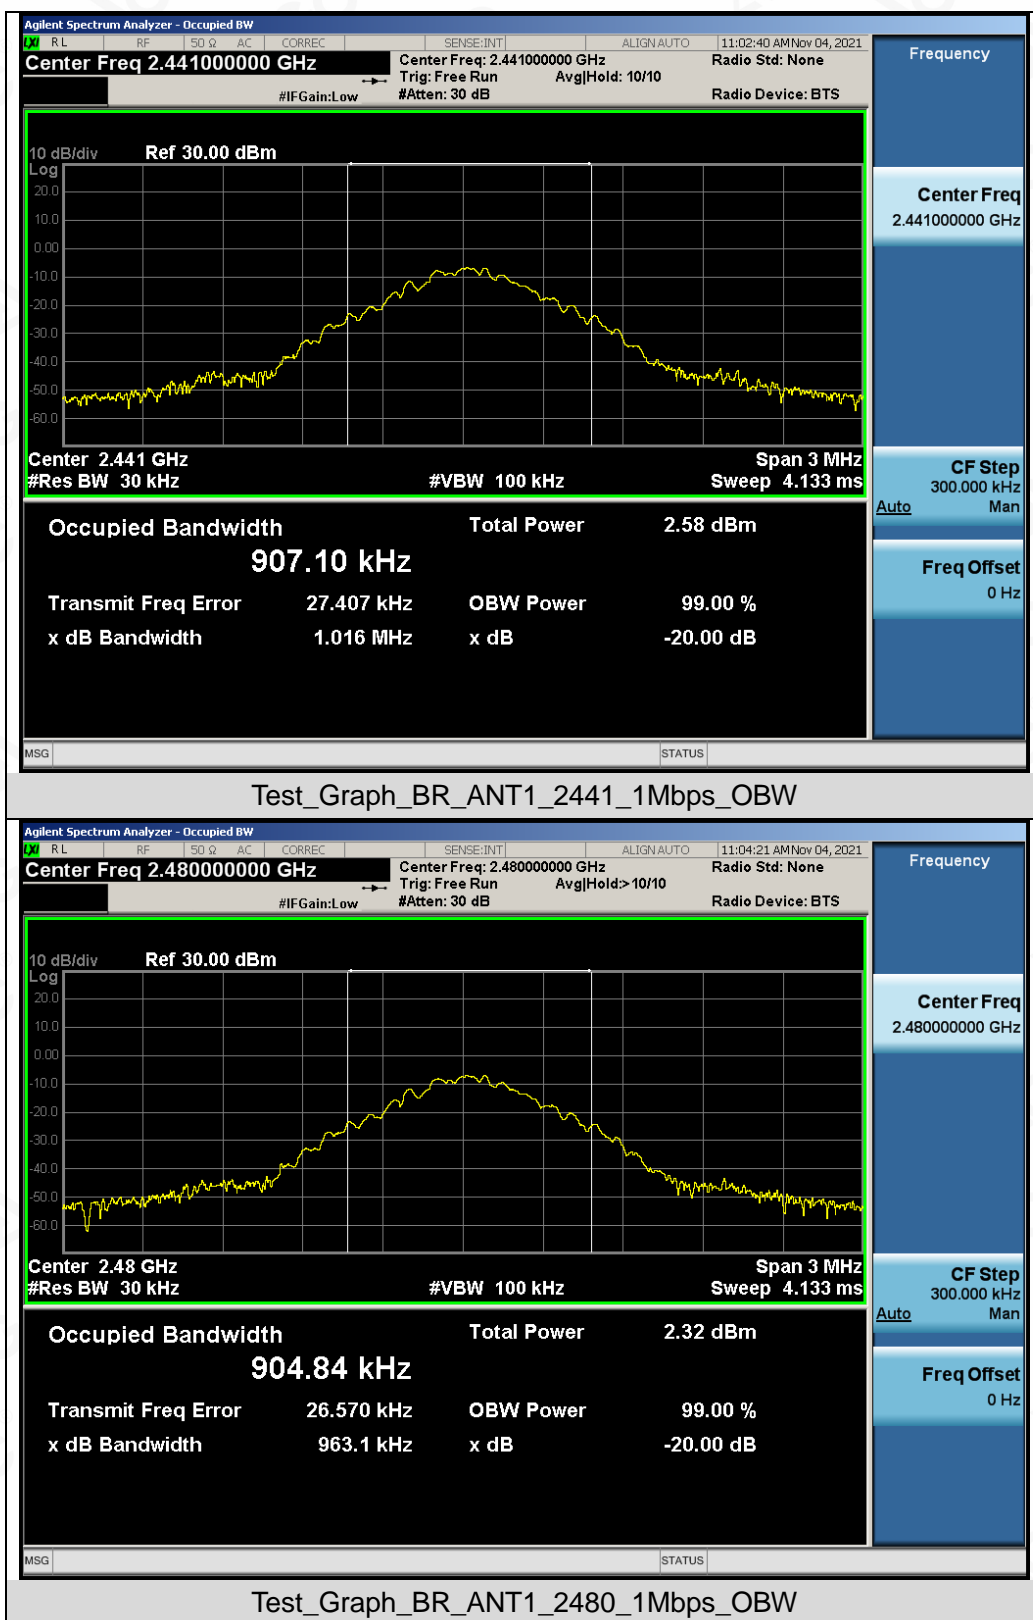 Agilent Spectrum Analyzer - Occupied BW
LXI RL RF 50 Ω AC CORREC SENSE:INT ALIGN AUTO 11:02:40 AM Nov 04, 2021
Center Freq 2.441000000 GHz Center Freq: 2.441000000 GHz Radio Std: None
Trig: Free Run Avg|Hold: 10/10
#IFGain:Low #Atten: 30 dB Radio Device: BTS
10 dB/div Ref 30.00 dBm
Log
20.0
10.0
0.00
-10.0
-20.0
-30.0
-40.0
-50.0
-60.0
Center 2.441 GHz Span 3 MHz
#Res BW 30 kHz #VBW 100 kHz Sweep 4.133 ms
Occupied Bandwidth Total Power 2.58 dBm
907.10 kHz
Transmit Freq Error 27.407 kHz OBW Power 99.00 %
x dB Bandwidth 1.016 MHz x dB -20.00 dB
MSG STATUS
Frequency
Center Freq
2.441000000 GHz
CF Step
300.000 kHz
Auto Man
Freq Offset
0 Hz
Test_Graph_BR_ANT1_2441_1Mbps_OBW
Agilent Spectrum Analyzer - Occupied BW
LXI RL RF 50 Ω AC CORREC SENSE:INT ALIGN AUTO 11:04:21 AM Nov 04, 2021
Center Freq 2.480000000 GHz Center Freq: 2.480000000 GHz Radio Std: None
Trig: Free Run Avg|Hold:>10/10
#IFGain:Low #Atten: 30 dB Radio Device: BTS
10 dB/div Ref 30.00 dBm
Log
20.0
10.0
0.00
-10.0
-20.0
-30.0
-40.0
-50.0
-60.0
Center 2.48 GHz Span 3 MHz
#Res BW 30 kHz #VBW 100 kHz Sweep 4.133 ms
Occupied Bandwidth Total Power 2.32 dBm
904.84 kHz
Transmit Freq Error 26.570 kHz OBW Power 99.00 %
x dB Bandwidth 963.1 kHz x dB -20.00 dB
MSG STATUS
Frequency
Center Freq
2.480000000 GHz
CF Step
300.000 kHz
Auto Man
Freq Offset
0 Hz
Test_Graph_BR_ANT1_2480_1Mbps_OBW